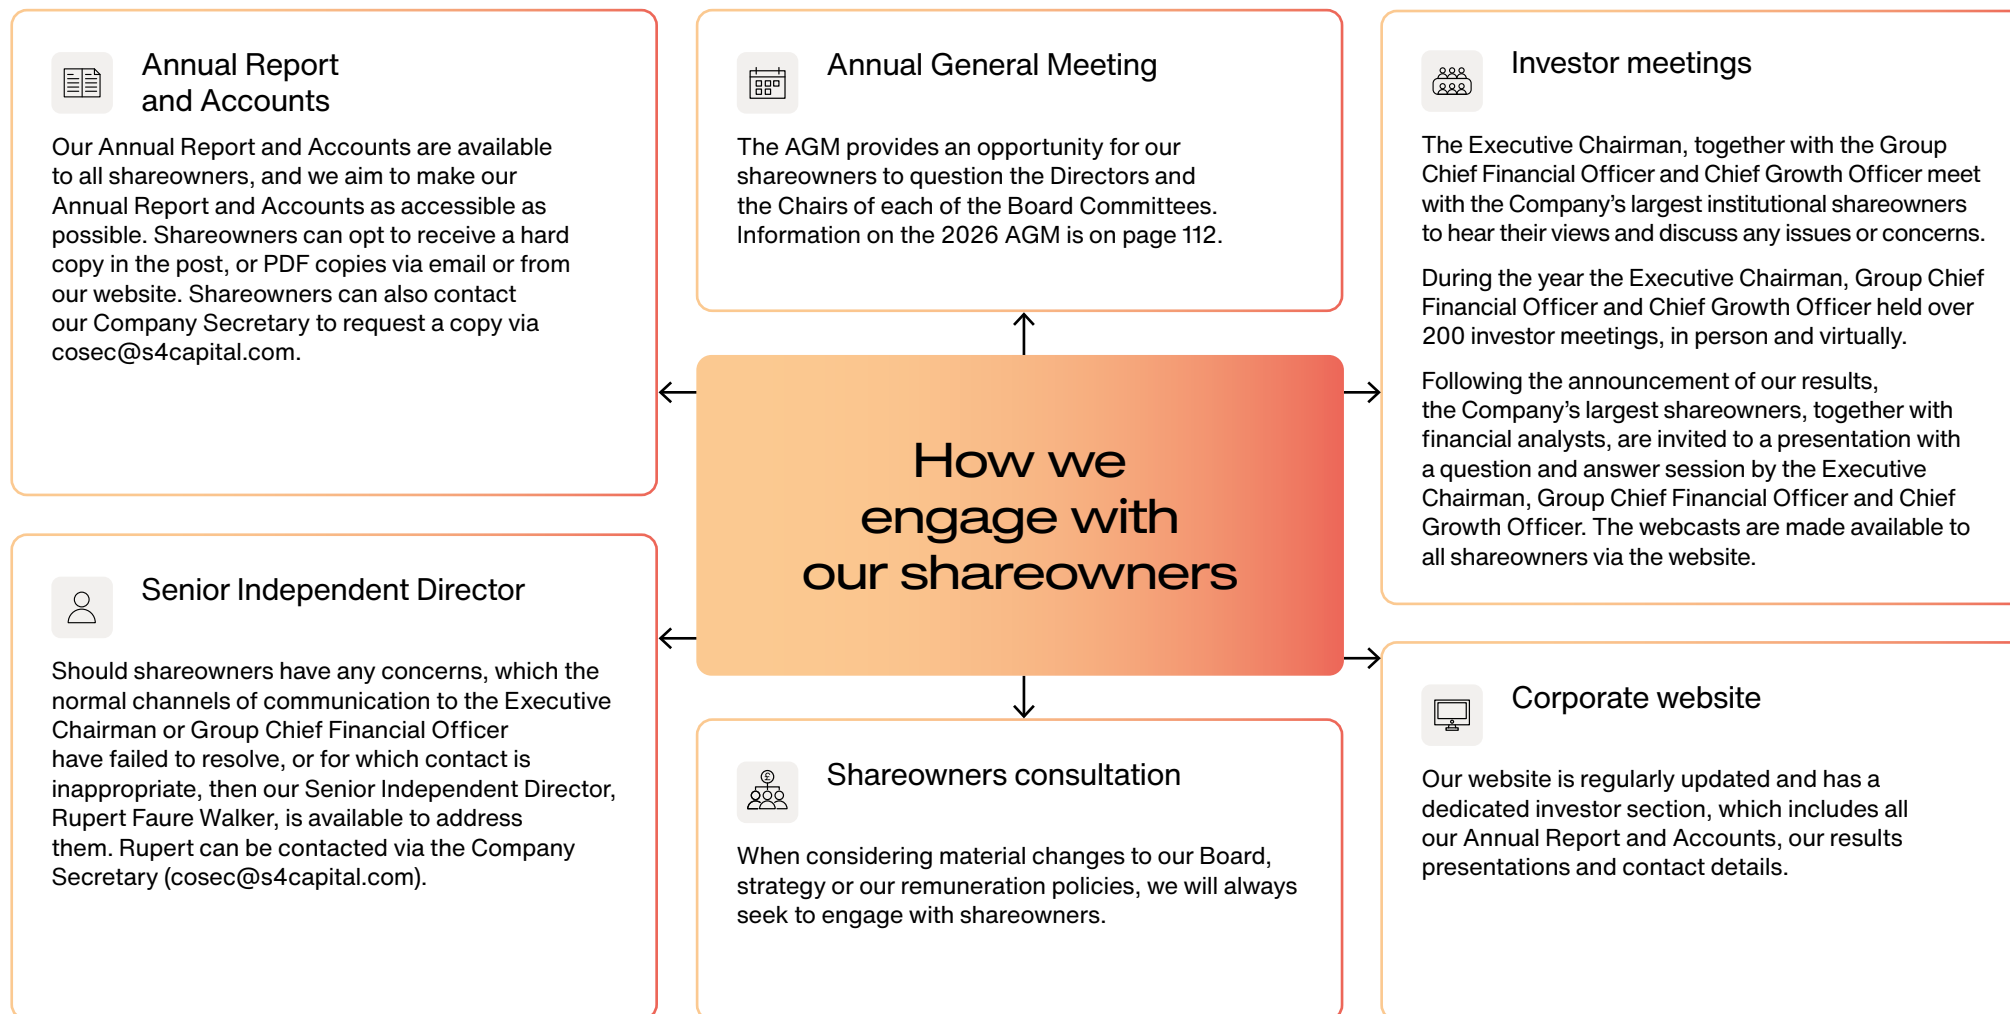 Annual Report
and Accounts
Our Annual Report and Accounts are available
to all shareowners, and we aim to make our
Annual Report and Accounts as accessible as
possible. Shareowners can opt to receive a hard
copy in the post, or PDF copies via email or from
our website. Shareowners can also contact
our Company Secretary to request a copy via
cosec@s4capital.com.
Annual General Meeting
The AGM provides an opportunity for our
shareowners to question the Directors and
the Chairs of each of the Board Committees.
Information on the 2026 AGM is on page 112.
Investor meetings
The Executive Chairman, together with the Group
Chief Financial Officer and Chief Growth Officer meet
with the Company’s largest institutional shareowners
to hear their views and discuss any issues or concerns.
During the year the Executive Chairman, Group Chief
Financial Officer and Chief Growth Officer held over
200 investor meetings, in person and virtually.
Following the announcement of our results,
the Company’s largest shareowners, together with
financial analysts, are invited to a presentation with
a question and answer session by the Executive
Chairman, Group Chief Financial Officer and Chief
Growth Officer. The webcasts are made available to
all shareowners via the website.
How we
engage with
our shareowners
Senior Independent Director
Should shareowners have any concerns, which the
normal channels of communication to the Executive
Chairman or Group Chief Financial Officer
have failed to resolve, or for which contact is
inappropriate, then our Senior Independent Director,
Rupert Faure Walker, is available to address
them. Rupert can be contacted via the Company
Secretary (cosec@s4capital.com).
£
Shareowners consultation
When considering material changes to our Board,
strategy or our remuneration policies, we will always
seek to engage with shareowners.
Corporate website
Our website is regularly updated and has a
dedicated investor section, which includes all
our Annual Report and Accounts, our results
presentations and contact details.